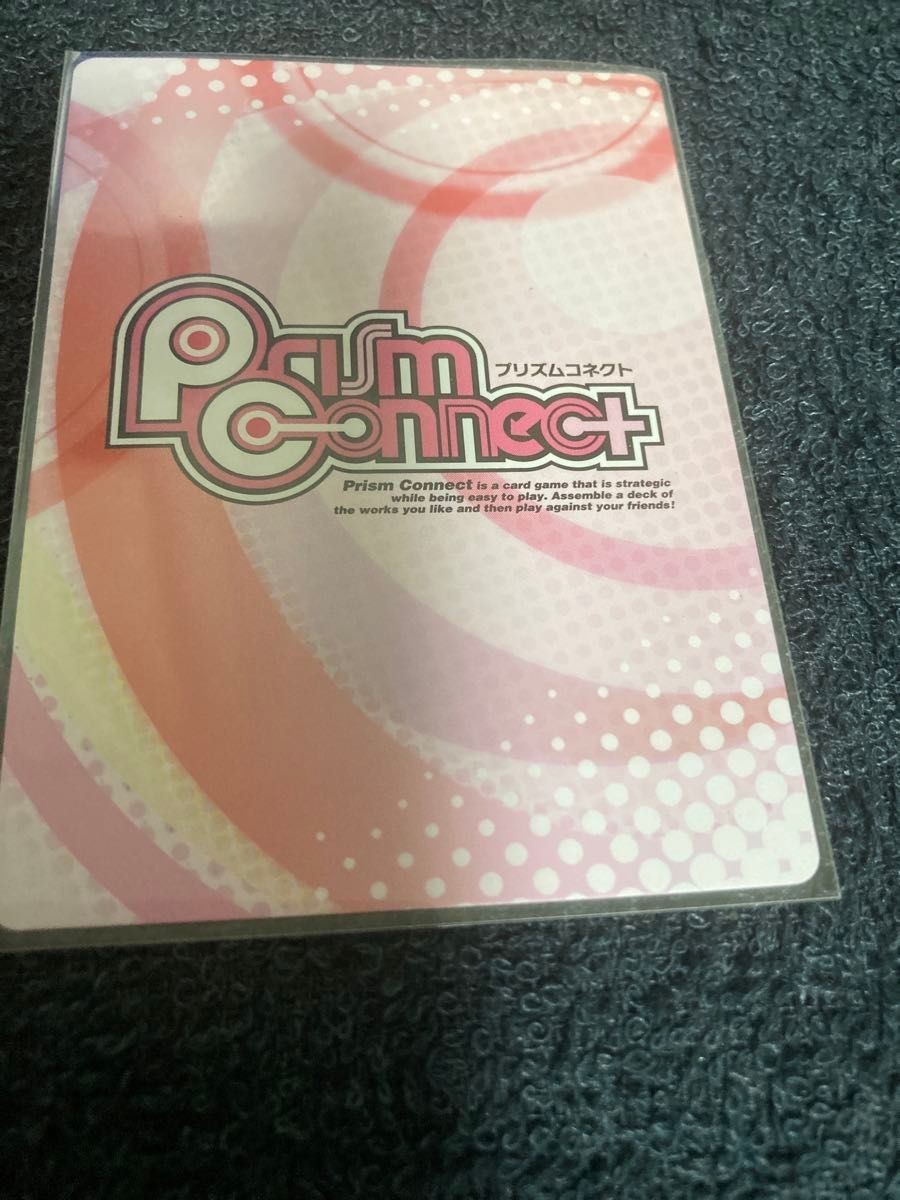 Prism
プリズムコネクト
Connect
Prism Connect is a card game that is strategic
while being easy to play. Assemble a deck of
the works you like and then play against your friends!